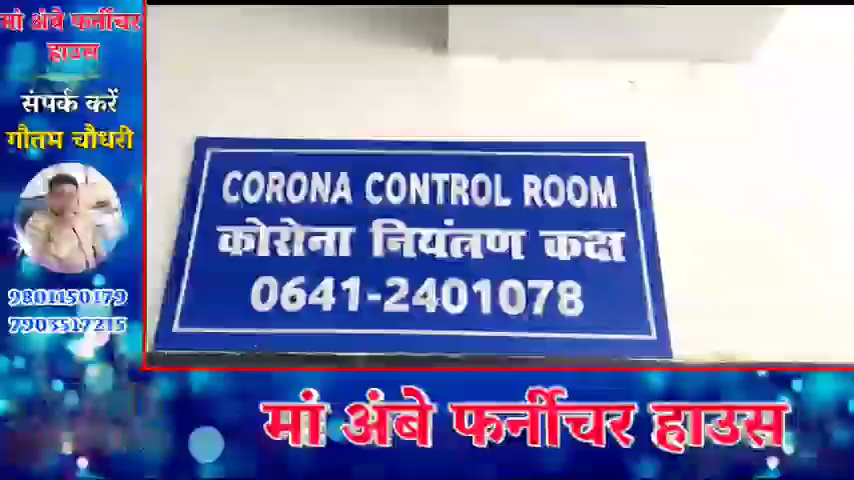 मां अंबे फर्नीचर
हाउस
संपर्क करें
गौतम चौधरी
9801150179
7903517215
CORONA CONTROL ROOM
कोरोना नियंत्रण कक्ष
0641-2401078
मां अंबे फर्नीचर हाउस